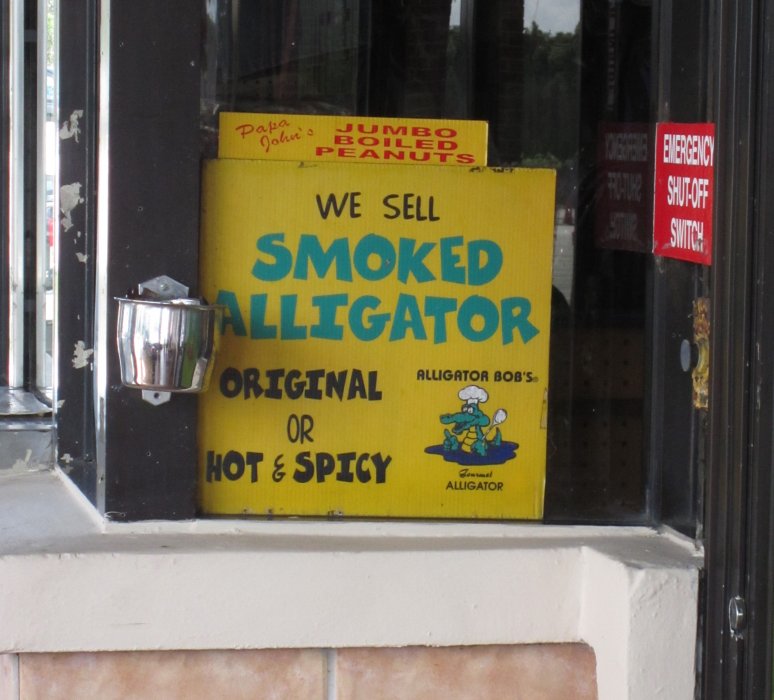 Papa John's
JUMBO
BOILED
PEANUTS
WE SELL
SMOKED
ALLIGATOR
ORIGINAL
OR
HOT & SPICY
ALLIGATOR BOB'S®
Gourmet
ALLIGATOR
EMERGENCY
SHUT-OFF
SWITCH